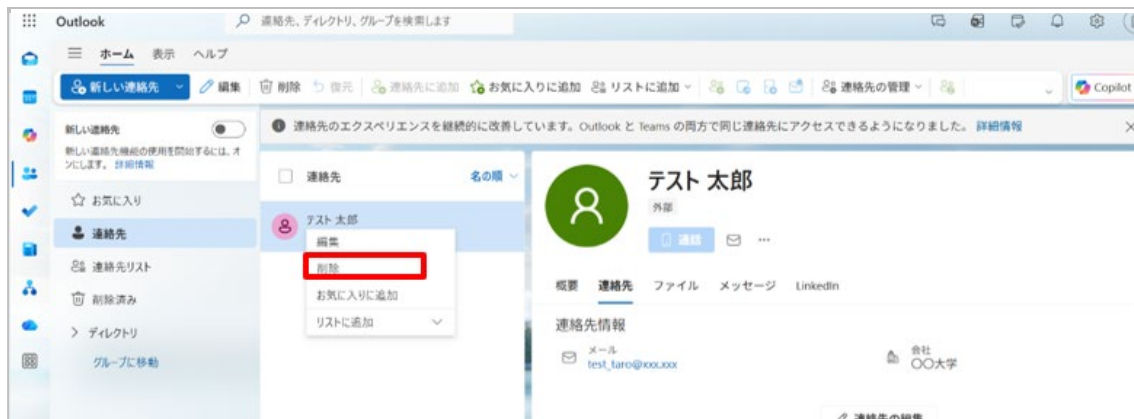 Outlook
連絡先、ディレクトリ、グループを検索します
ホーム 表示 ヘルプ
新しい連絡先 編集 削除 復元 連絡先に追加 お気に入りに追加 リストに追加 連絡先の管理 Copilot
新しい連絡先
新しい連絡先機能の使用を開始するには、オ
ンにします。 詳細情報
お気に入り
連絡先
連絡先リスト
削除済み
ディレクトリ
グループに移動
連絡先のエクスペリエンスを継続的に改善しています。Outlook と Teams の両方で同じ連絡先にアクセスできるようになりました。 詳細情報
連絡先 名の順
テスト 太郎
編集
削除
お気に入りに追加
リストに追加
テスト 太郎
外部
通話
概要 連絡先 ファイル メッセージ LinkedIn
連絡先情報
メール
test_taro@xxx.xxx
会社
〇〇大学
連絡先の編集